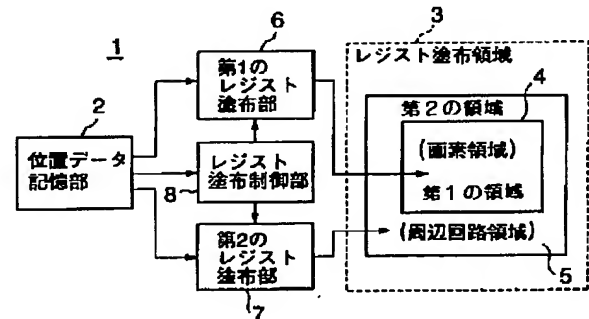 1
2
位置データ
記憶部
6
第1の
レジスト
塗布部
レジスト
塗布制御部
8
第2の
レジスト
塗布部
7
3
レジスト塗布領域
4
第2の領域
(画素領域)
第1の領域
(周辺回路領域)
5